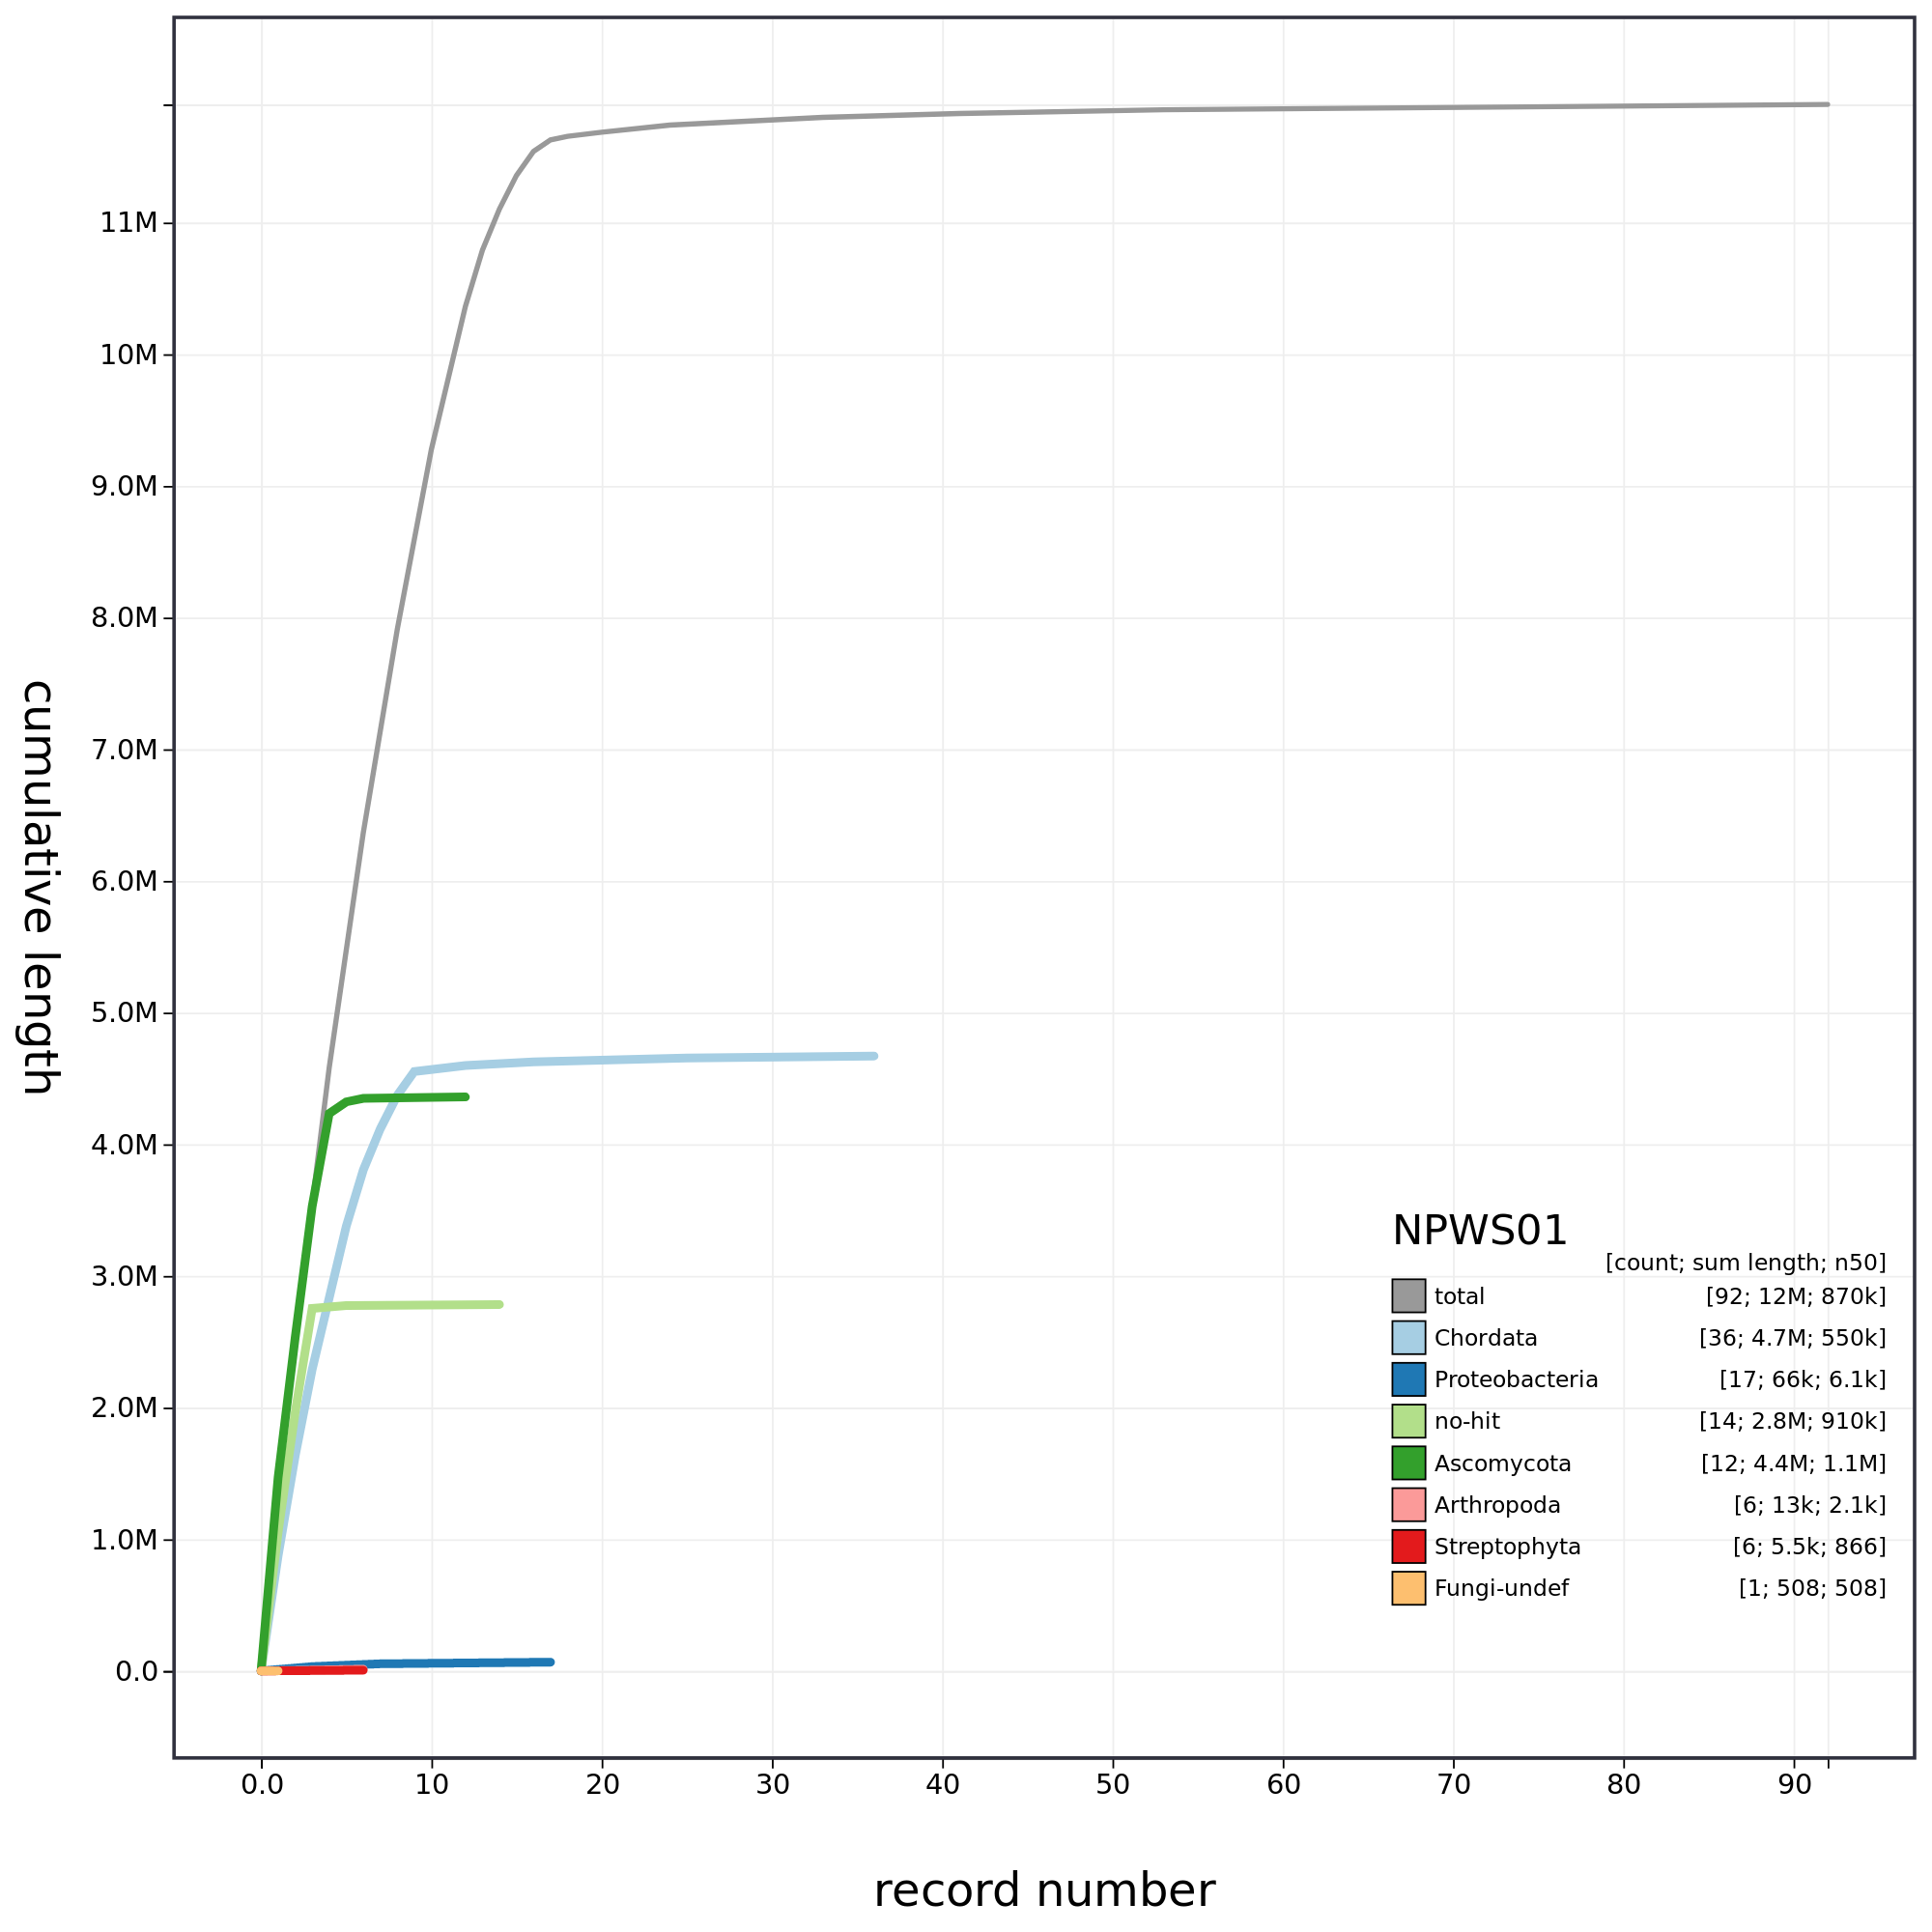 11M
10M
9.0M
8.0M
7.0M
6.0M
5.0M
4.0M
3.0M
2.0M
1.0M
0.0
cumulative length
0.0 10 20 30 40 50 60 70 80 90
record number
NPWS01
[count; sum length; n50]
total [92; 12M; 870k]
Chordata [36; 4.7M; 550k]
Proteobacteria [17; 66k; 6.1k]
no-hit [14; 2.8M; 910k]
Ascomycota [12; 4.4M; 1.1M]
Arthropoda [6; 13k; 2.1k]
Streptophyta [6; 5.5k; 866]
Fungi-undef [1; 508; 508]